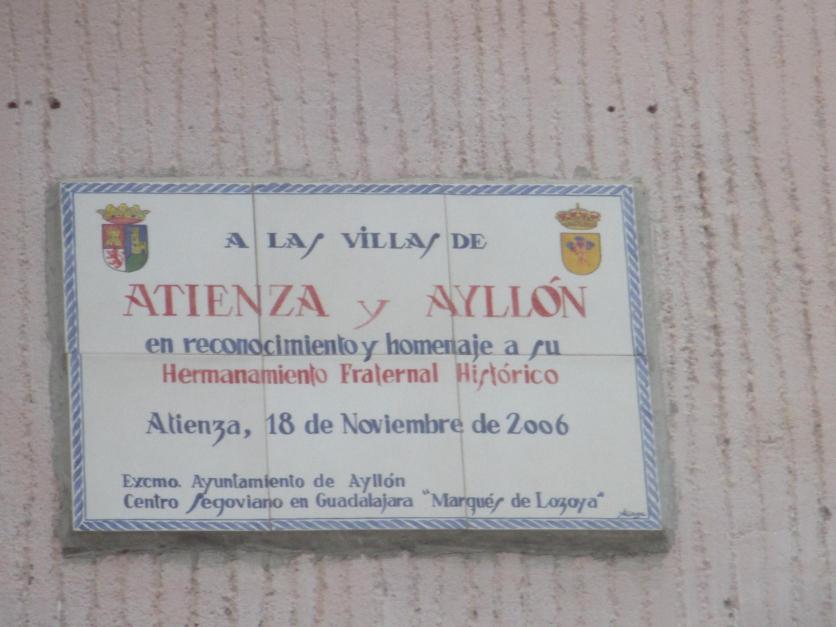 A LAS VILLAS DE
ATIENZA y AYLLÓN
en reconocimiento y homenaje a su
Hermanamiento Fraternal Histórico
Atienza, 18 de Noviembre de 2006
Excmo. Ayuntamiento de Ayllón
Centro Segoviano en Guadalajara "Marqués de Lozoya"